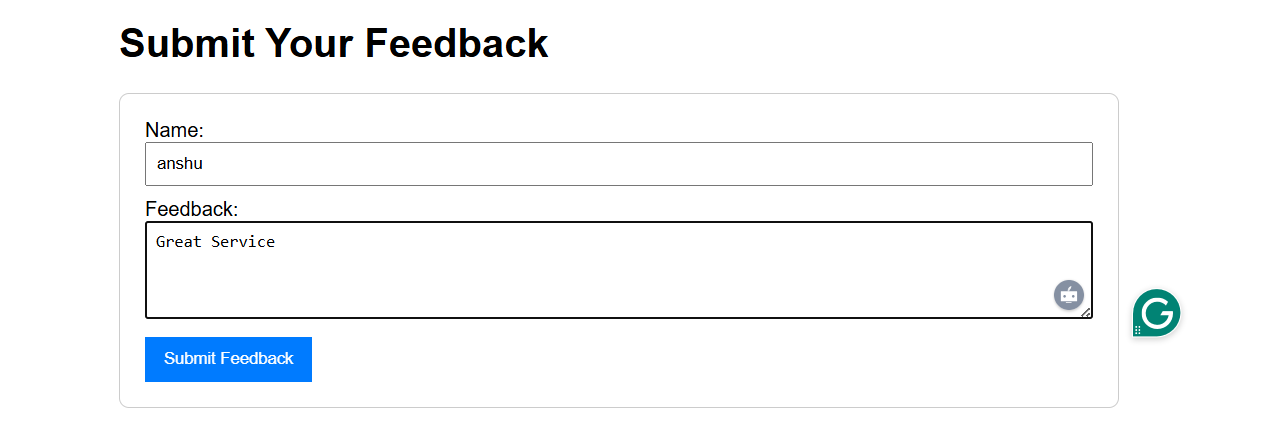 Submit Your Feedback
Name:
anshu
Feedback:
Great Service
Submit Feedback
G